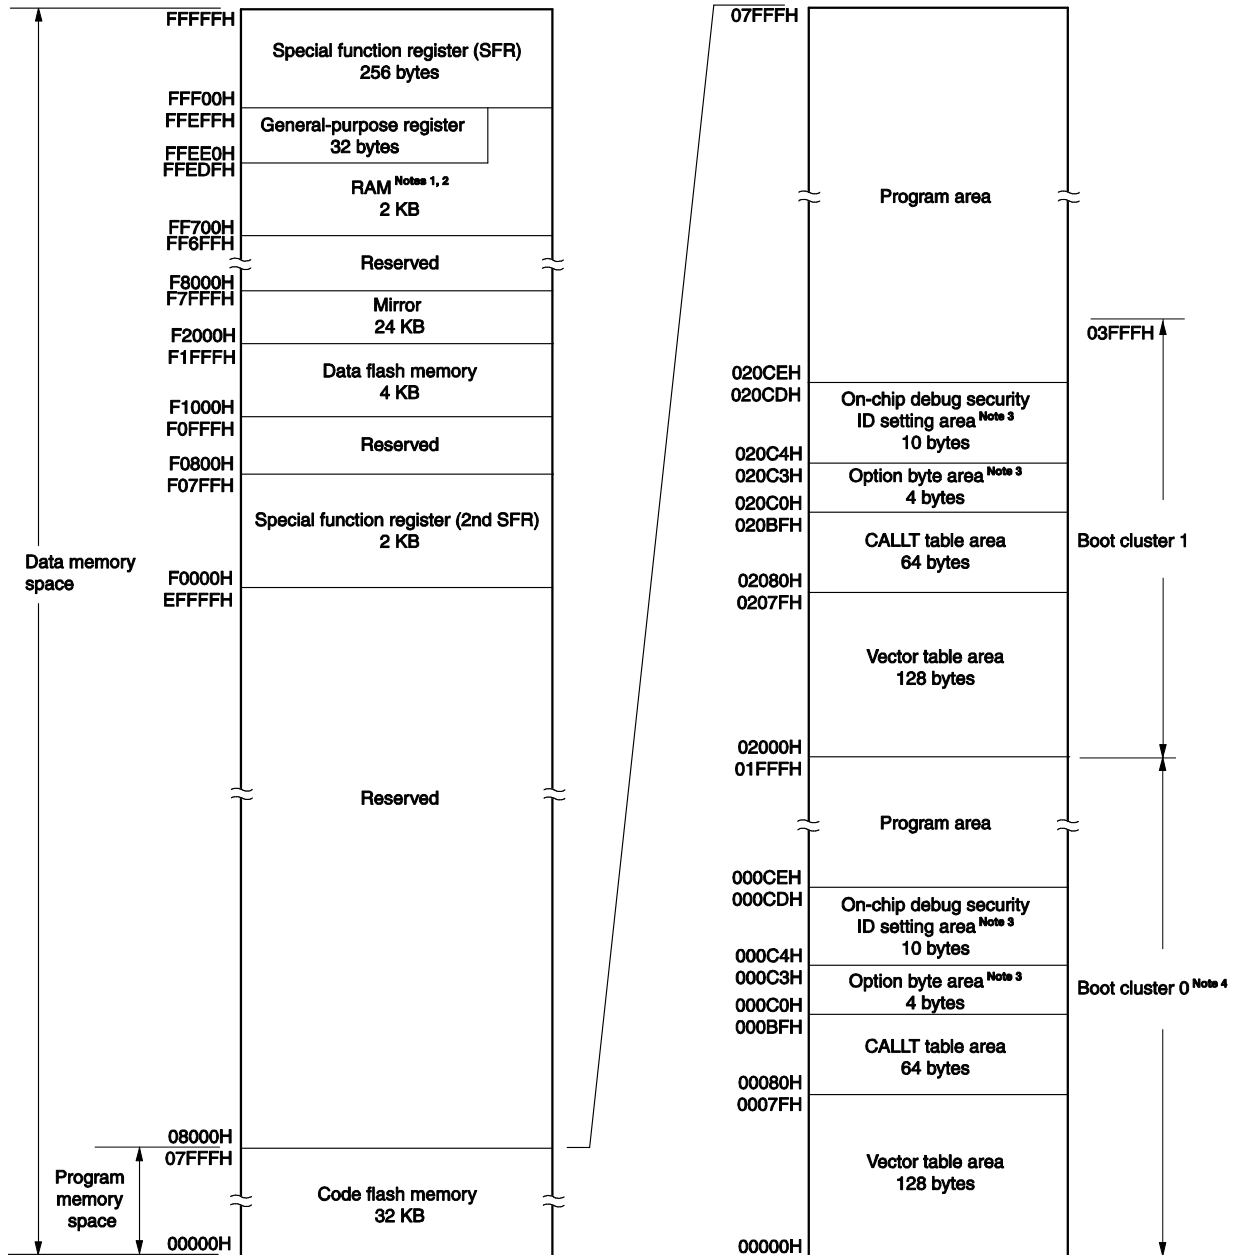 FFFFFH
Special function register (SFR)
256 bytes
FFF00H
FFEFFH
General-purpose register
32 bytes
FFEE0H
FFEDFH
RAM Notes 1, 2
2 KB
FF700H
FF6FFH
Reserved
F8000H
F7FFFH
Mirror
24 KB
F2000H
F1FFFH
Data flash memory
4 KB
F1000H
F0FFFH
Reserved
F0800H
F07FFH
Special function register (2nd SFR)
2 KB
Data memory
space
F0000H
EFFFFH
Reserved
08000H
07FFFH
Program
memory
space
Code flash memory
32 KB
00000H
07FFFH
Program area
03FFFH
020CEH
020CDH
On-chip debug security
ID setting area Note 3
10 bytes
020C4H
020C3H
Option byte area Note 3
4 bytes
020C0H
020BFH
CALLT table area
64 bytes
Boot cluster 1
02080H
0207FH
Vector table area
128 bytes
02000H
01FFFH
Program area
000CEH
000CDH
On-chip debug security
ID setting area Note 3
10 bytes
000C4H
000C3H
Option byte area Note 3
4 bytes
Boot cluster 0 Note 4
000C0H
000BFH
CALLT table area
64 bytes
00080H
0007FH
Vector table area
128 bytes
00000H